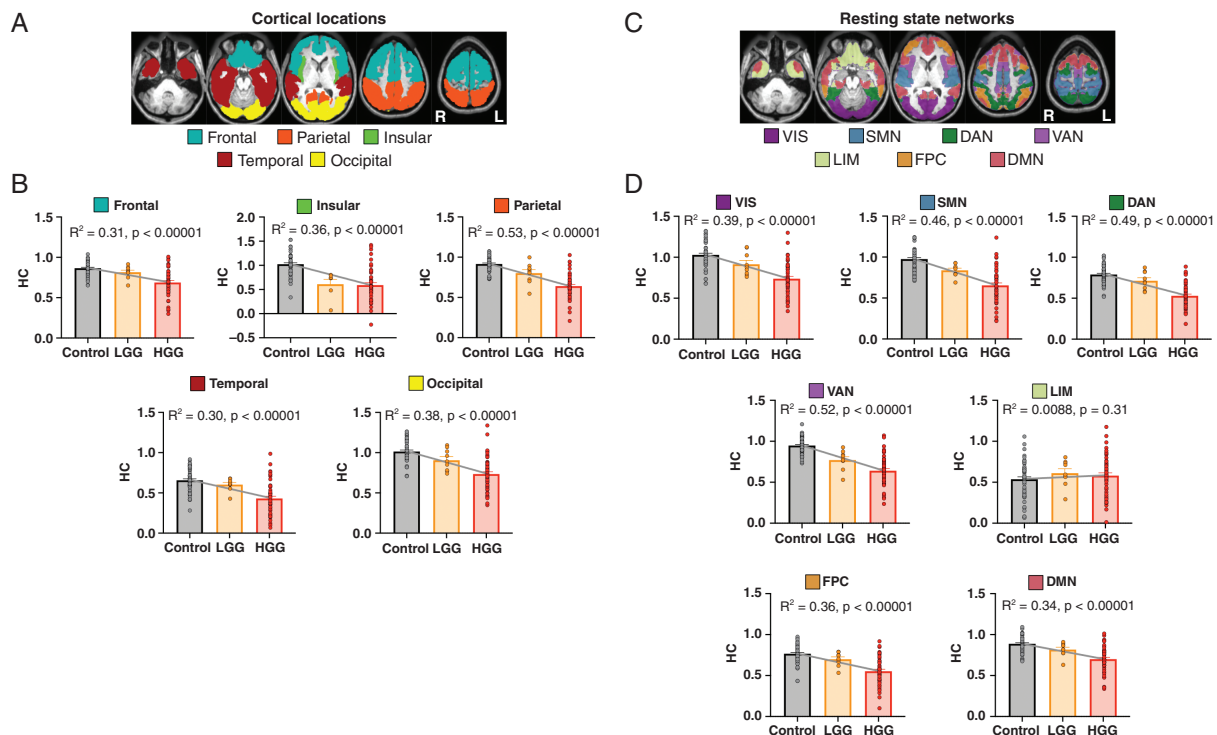 A
Cortical locations
R
L
Frontal
Parietal
Insular
Temporal
Occipital
B
Frontal
1.5
1.0
0.5
0.0
HC
R² = 0.31, p < 0.00001
Control LGG HGG
Insular
2.0
1.5
1.0
0.5
0.0
−0.5
HC
R² = 0.36, p < 0.00001
Control LGG HGG
Parietal
1.5
1.0
0.5
0.0
HC
R² = 0.53, p < 0.00001
Control LGG HGG
Temporal
1.5
1.0
0.5
0.0
HC
R² = 0.30, p < 0.00001
Control LGG HGG
Occipital
1.5
1.0
0.5
0.0
HC
R² = 0.38, p < 0.00001
Control LGG HGG
C
Resting state networks
R
L
VIS
SMN
DAN
VAN
LIM
FPC
DMN
D
VIS
1.5
1.0
0.5
0.0
HC
R² = 0.39, p < 0.00001
Control LGG HGG
SMN
1.5
1.0
0.5
0.0
HC
R² = 0.46, p < 0.00001
Control LGG HGG
DAN
1.5
1.0
0.5
0.0
HC
R² = 0.49, p < 0.00001
Control LGG HGG
VAN
1.5
1.0
0.5
0.0
HC
R² = 0.52, p < 0.00001
Control LGG HGG
LIM
1.5
1.0
0.5
0.0
HC
R² = 0.0088, p = 0.31
Control LGG HGG
FPC
1.5
1.0
0.5
0.0
HC
R² = 0.36, p < 0.00001
Control LGG HGG
DMN
1.5
1.0
0.5
0.0
HC
R² = 0.34, p < 0.00001
Control LGG HGG